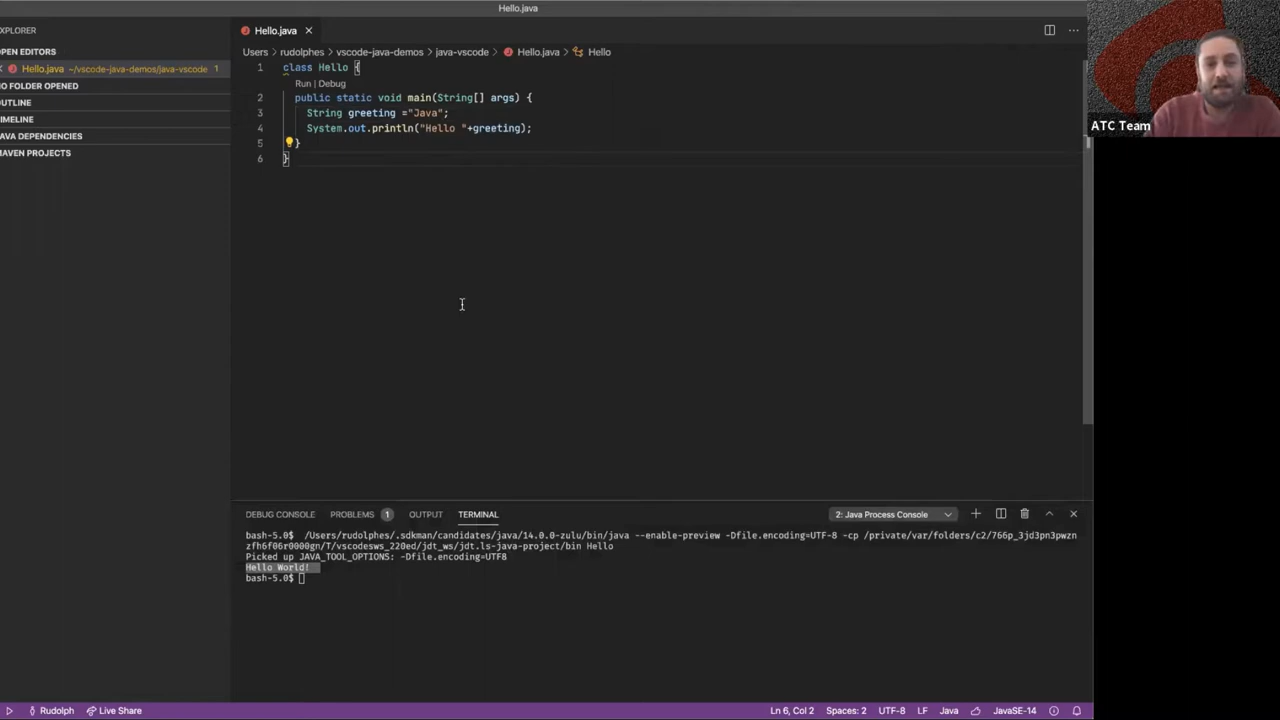 Hello.java
EXPLORER
OPEN EDITORS
Hello.java ~/vscode-java-demos/java-vscode 1
NO FOLDER OPENED
OUTLINE
TIMELINE
JAVA DEPENDENCIES
MAVEN PROJECTS
Hello.java
Users > rudolphes > vscode-java-demos > java-vscode > Hello.java > Hello
1 class Hello {
Run | Debug
2 public static void main(String[] args) {
3 String greeting ="Java";
4 System.out.println("Hello "+greeting);
5 }
6 }
ATC Team
DEBUG CONSOLE PROBLEMS 1 OUTPUT TERMINAL
2: Java Process Console
bash-5.0$ /Users/rudolphes/.sdkman/candidates/java/14.0.0-zulu/bin/java --enable-preview -Dfile.encoding=UTF-8 -cp /private/var/folders/c2/766p_3jd3pn3pwzn
zfh6f06r0000gn/T/vscodesws_220ed/jdt_ws/jdt.ls-java-project/bin Hello
Picked up JAVA_TOOL_OPTIONS: -Dfile.encoding=UTF8
Hello World!
bash-5.0$
Rudolph Live Share
Ln 6, Col 2 Spaces: 2 UTF-8 LF Java JavaSE-14